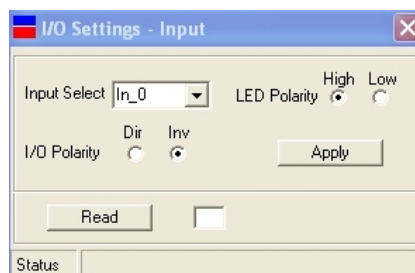 I/O Settings - Input
High Low
Input Select In_0 LED Polarity
Dir Inv
I/O Polarity Apply
Read
Status